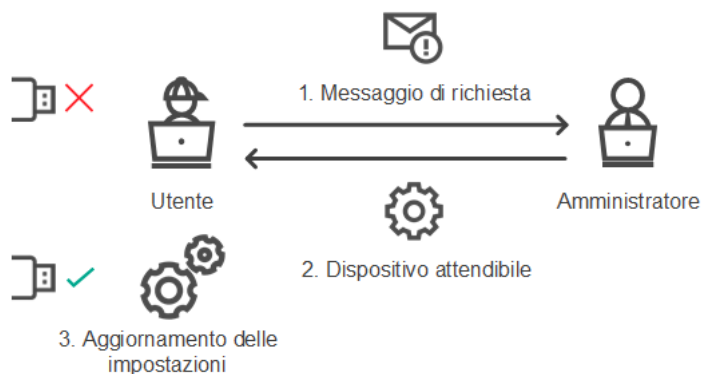 1. Messaggio di richiesta
Utente
Amministratore
2. Dispositivo attendibile
3. Aggiornamento delle
impostazioni